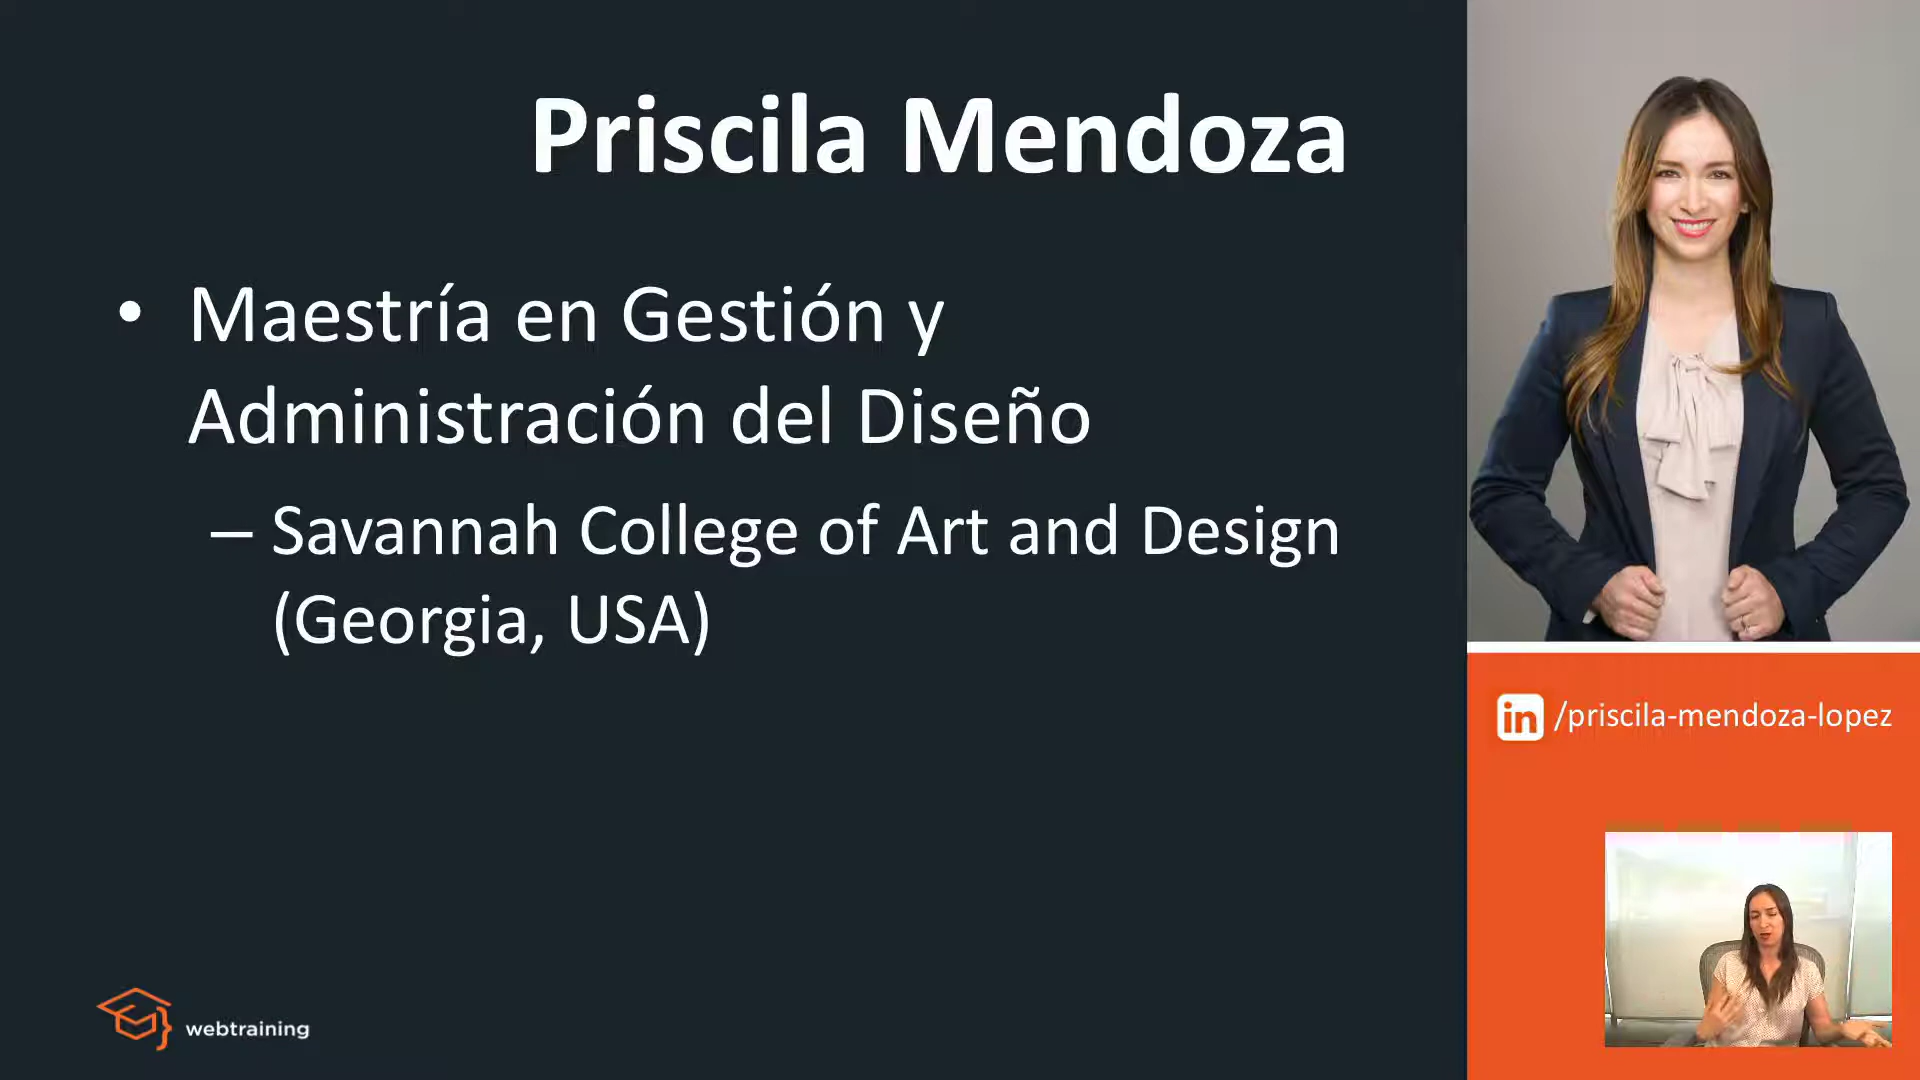 Priscila Mendoza
• Maestría en Gestión y
Administración del Diseño
– Savannah College of Art and Design
(Georgia, USA)
in /priscila-mendoza-lopez
webtraining